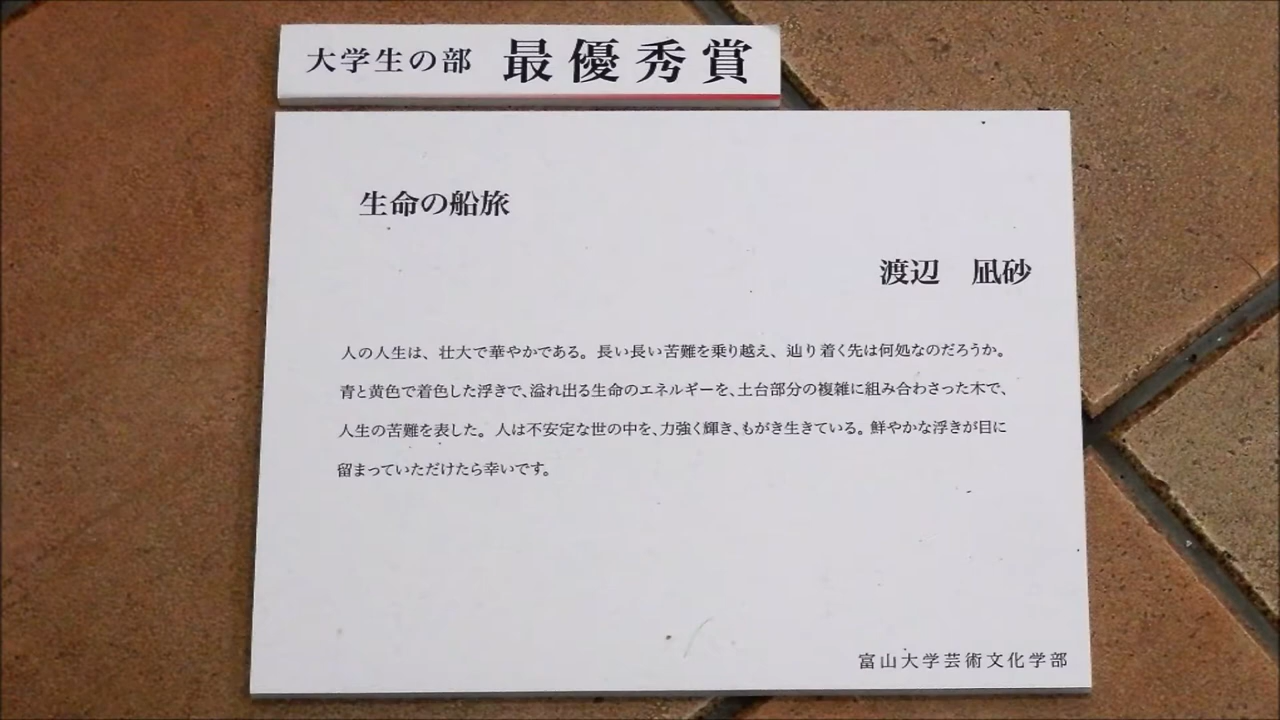 大学生の部 最優秀賞
生命の船旅
渡辺 凪砂
人の人生は、壮大で華やかである。長い長い苦難を乗り越え、辿り着く先は何処なのだろうか。
青と黄色で着色した浮きで、溢れ出る生命のエネルギーを、土台部分の複雑に組み合わさった木で、
人生の苦難を表した。人は不安定な世の中を、力強く輝き、もがき生きている。鮮やかな浮きが目に
留まっていただけたら幸いです。
富山大学芸術文化学部